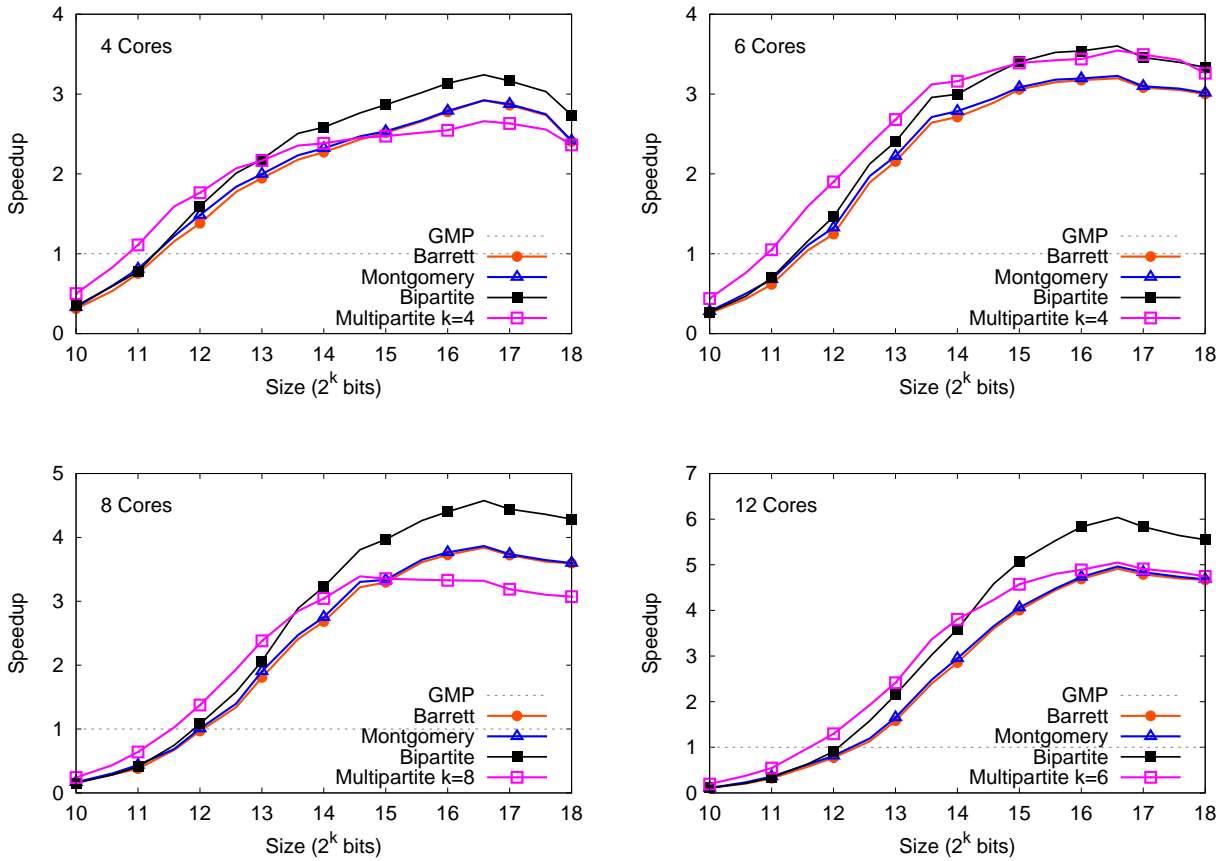 4 Cores
Speedup
4
3
2
1
0
GMP
Barrett
Montgomery
Bipartite
Multipartite k=4
10 11 12 13 14 15 16 17 18
Size (2^k bits)
6 Cores
Speedup
4
3
2
1
0
GMP
Barrett
Montgomery
Bipartite
Multipartite k=4
10 11 12 13 14 15 16 17 18
Size (2^k bits)
8 Cores
Speedup
5
4
3
2
1
0
GMP
Barrett
Montgomery
Bipartite
Multipartite k=8
10 11 12 13 14 15 16 17 18
Size (2^k bits)
12 Cores
Speedup
7
6
5
4
3
2
1
0
GMP
Barrett
Montgomery
Bipartite
Multipartite k=6
10 11 12 13 14 15 16 17 18
Size (2^k bits)